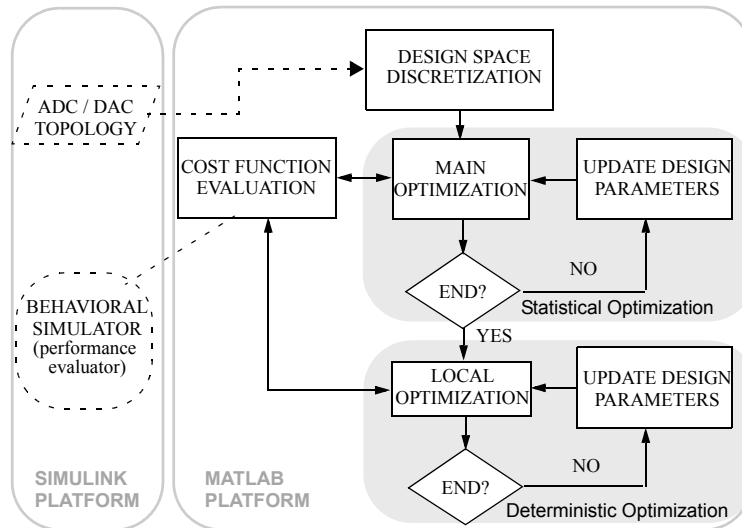 DESIGN SPACE
DISCRETIZATION
ADC / DAC
TOPOLOGY
COST FUNCTION
EVALUATION
MAIN
OPTIMIZATION
UPDATE DESIGN
PARAMETERS
NO
END?
Statistical Optimization
YES
BEHAVIORAL
SIMULATOR
(performance
evaluator)
LOCAL
OPTIMIZATION
UPDATE DESIGN
PARAMETERS
NO
END?
Deterministic Optimization
SIMULINK
PLATFORM
MATLAB
PLATFORM